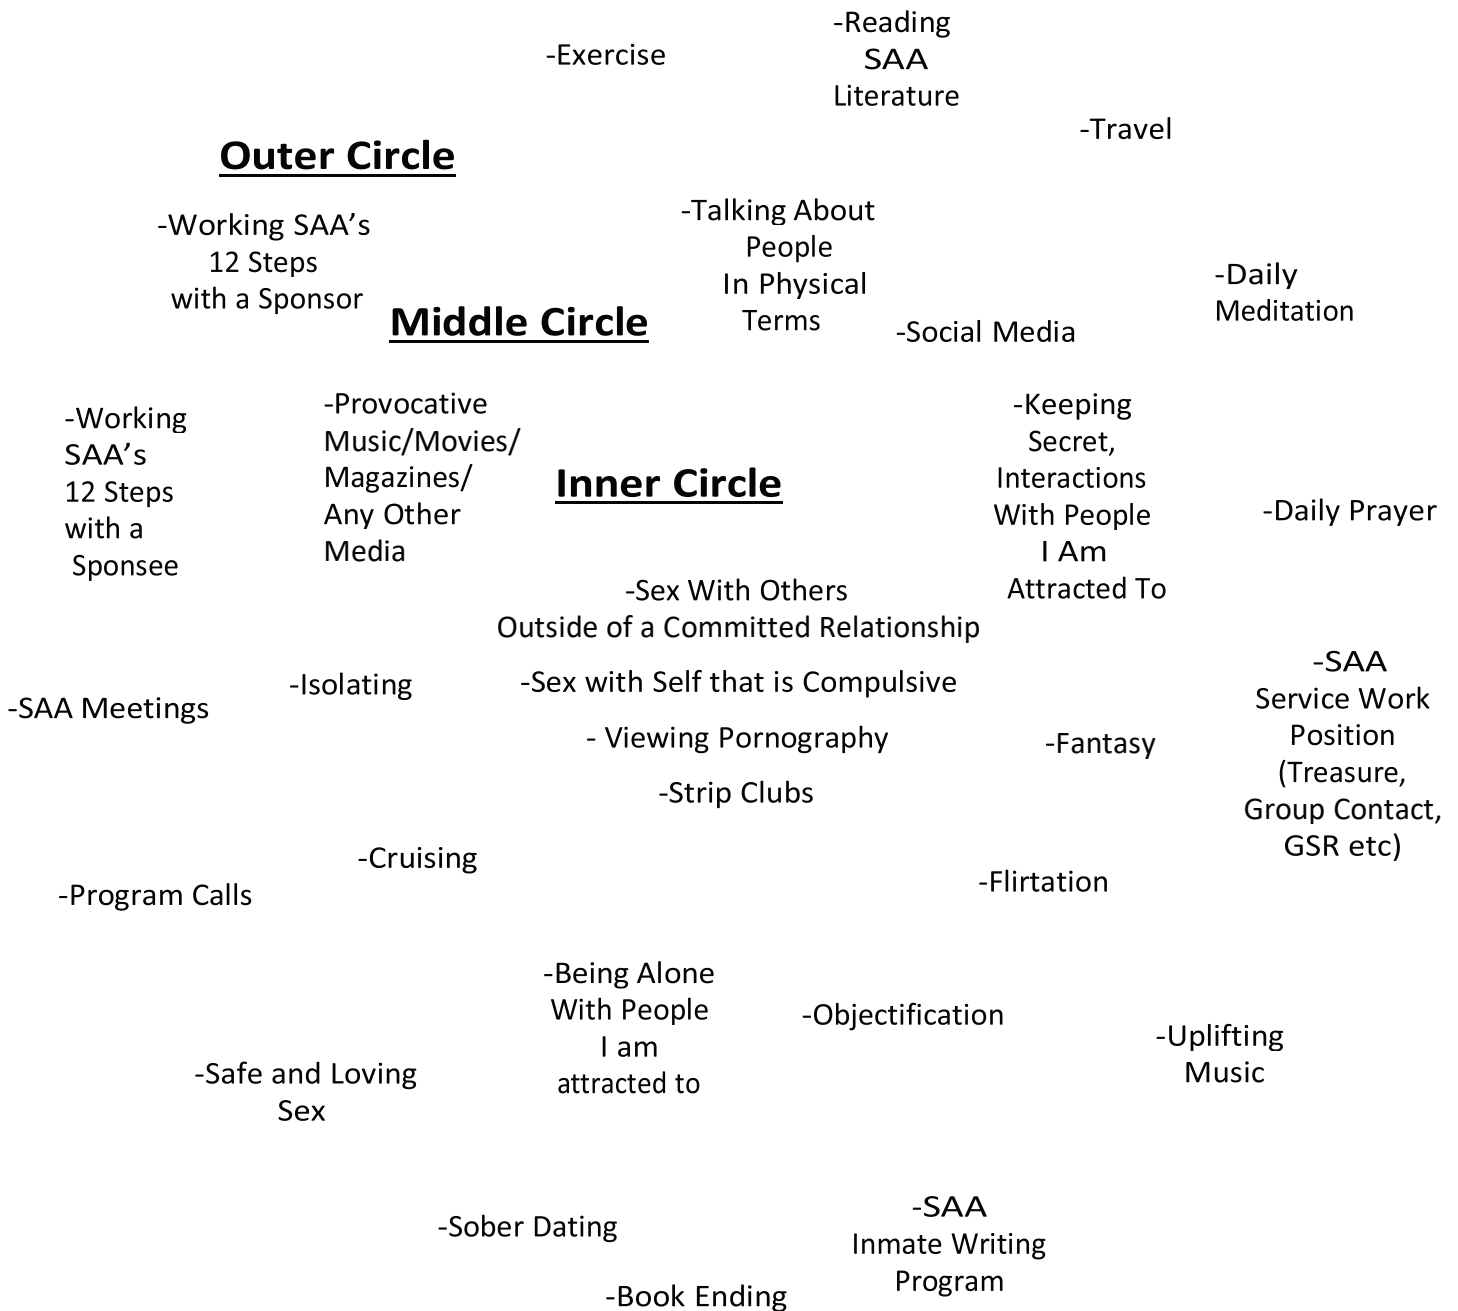 -Exercise
-Reading
SAA
Literature
-Travel
Outer Circle
-Working SAA’s
12 Steps
with a Sponsor
-Talking About
People
In Physical
Terms
-Daily
Meditation
Middle Circle
-Social Media
-Working
SAA’s
12 Steps
with a
Sponsee
-Provocative
Music/Movies/
Magazines/
Any Other
Media
Inner Circle
-Keeping
Secret,
Interactions
With People
I Am
Attracted To
-Daily Prayer
-Sex With Others
Outside of a Committed Relationship
-Sex with Self that is Compulsive
- Viewing Pornography
-Strip Clubs
-SAA Meetings
-Isolating
-Fantasy
-SAA
Service Work
Position
(Treasure,
Group Contact,
GSR etc)
-Cruising
-Program Calls
-Flirtation
-Being Alone
With People
I am
attracted to
-Objectification
-Uplifting
Music
-Safe and Loving
Sex
-Sober Dating
-SAA
Inmate Writing
Program
-Book Ending